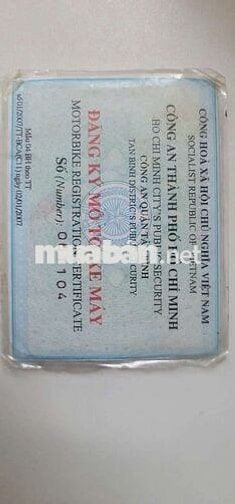 CỘNG HOÀ XÃ HỘI CHỦ NGHĨA VIỆT NAM
SOCIALIST REPUBLIC OF VIETNAM
CÔNG AN THÀNH PHỐ HỒ CHÍ MINH
HO CHI MINH CITY'S PUBLIC SECURITY
CÔNG AN QUẬN TÂN BÌNH
TAN BINH DISTRIC'S PUBLIC SECURITY
ĐĂNG KÝ MÔ TÔ, XE MÁY
MOTORBIKE REGISTRATION CERTIFICATE
Số (Number): 104
muaban.net